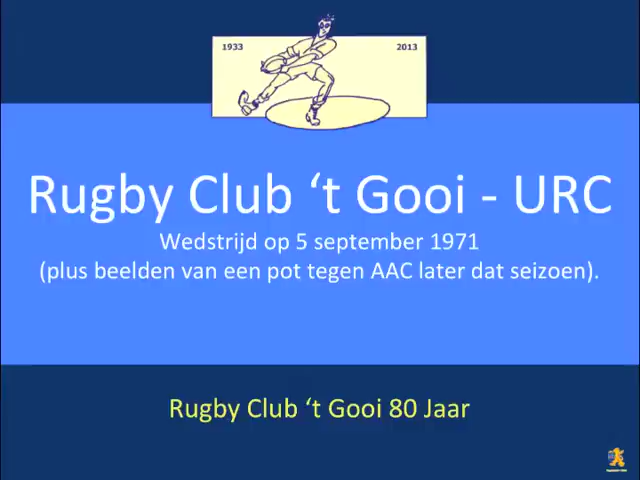 1933 2013
Rugby Club ‘t Gooi - URC
Wedstrijd op 5 september 1971
(plus beelden van een pot tegen AAC later dat seizoen).
Rugby Club ‘t Gooi 80 Jaar